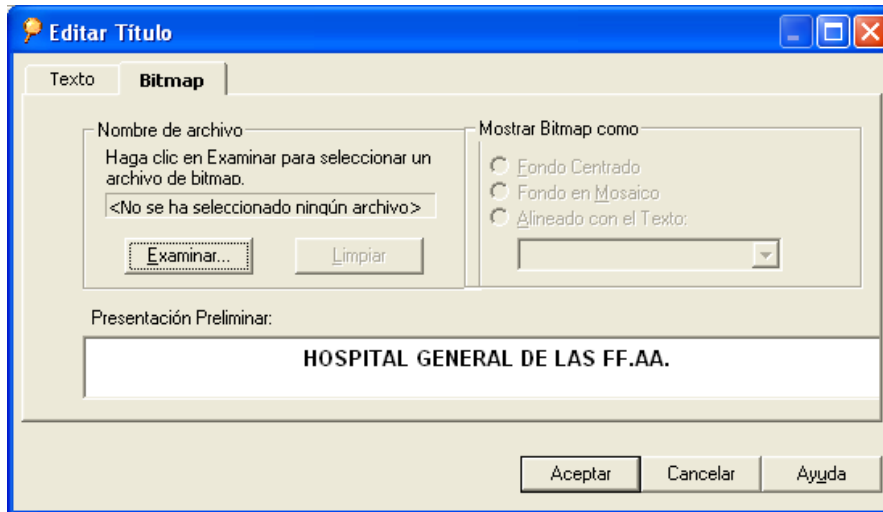 Editar Título
Texto
Bitmap
Nombre de archivo
Haga clic en Examinar para seleccionar un
archivo de bitmap.
<No se ha seleccionado ningún archivo>
Examinar...
Limpiar
Mostrar Bitmap como
Fondo Centrado
Fondo en Mosaico
Alineado con el Texto:
Presentación Preliminar:
HOSPITAL GENERAL DE LAS FF.AA.
Aceptar
Cancelar
Ayuda